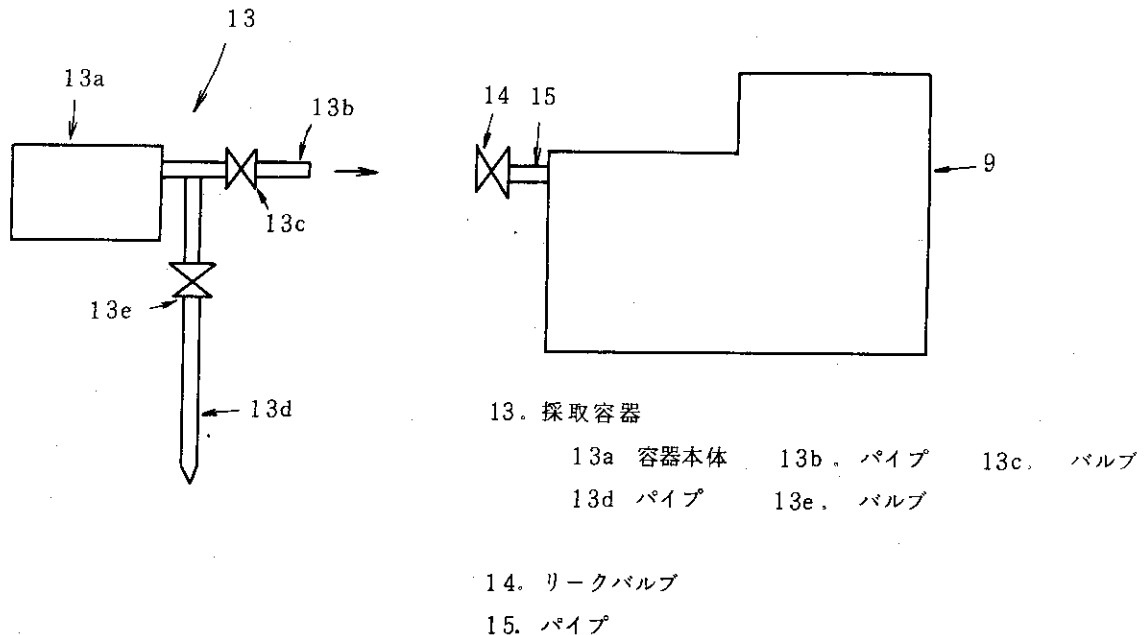 13
13a
13b
14
15
9
13c
13e
13d
13。採取容器
13a 容器本体 13b。パイプ 13c。 バルブ
13d パイプ 13e。 バルブ
14。リークバルブ
15. パイプ